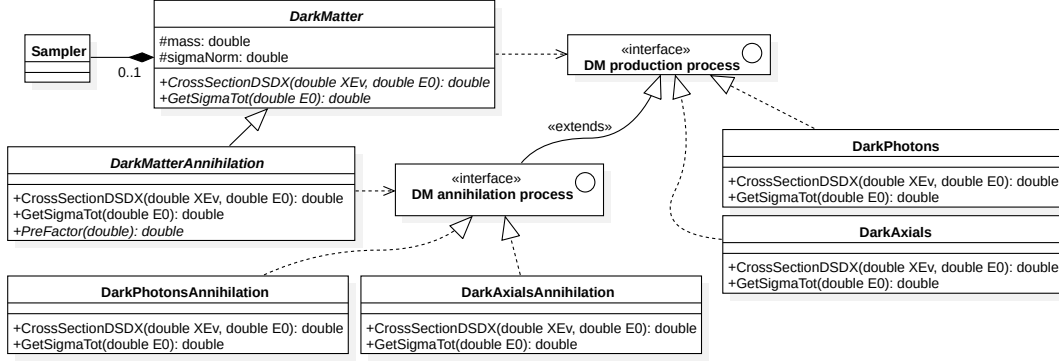 DarkMatter
#mass: double
#sigmaNorm: double
+CrossSectionDSDX(double XEv, double E0): double
+GetSigmaTot(double E0): double
Sampler
0..1
«interface»
DM production process
«extends»
DarkMatterAnnihilation
+CrossSectionDSDX(double XEv, double E0): double
+GetSigmaTot(double E0): double
+PreFactor(double): double
«interface»
DM annihilation process
DarkPhotons
+CrossSectionDSDX(double XEv, double E0): double
+GetSigmaTot(double E0): double
DarkAxials
+CrossSectionDSDX(double XEv, double E0): double
+GetSigmaTot(double E0): double
DarkPhotonsAnnihilation
+CrossSectionDSDX(double XEv, double E0): double
+GetSigmaTot(double E0): double
DarkAxialsAnnihilation
+CrossSectionDSDX(double XEv, double E0): double
+GetSigmaTot(double E0): double